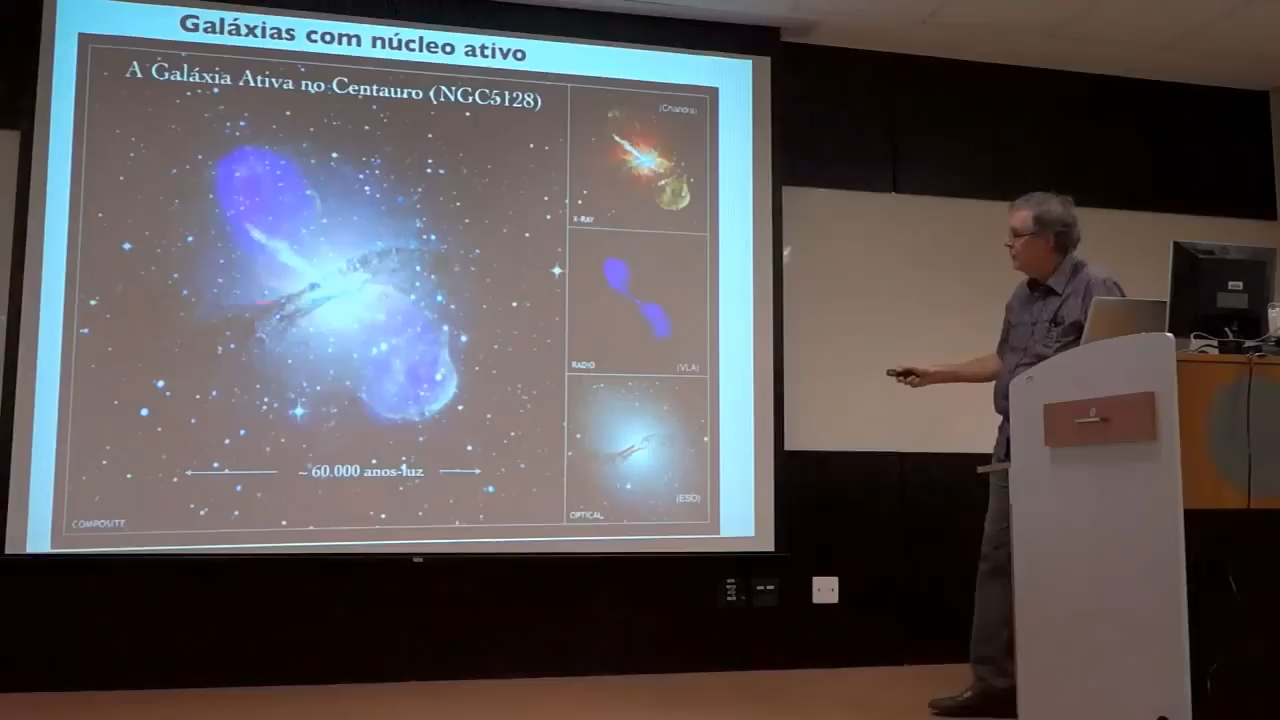 Galáxias com núcleo ativo
A Galáxia Ativa no Centauro (NGC5128)
(Chandra)
X-RAY
RADIO
(VLA)
(ESO)
OPTICAL
~ 60.000 anos-luz
COMPOSITE